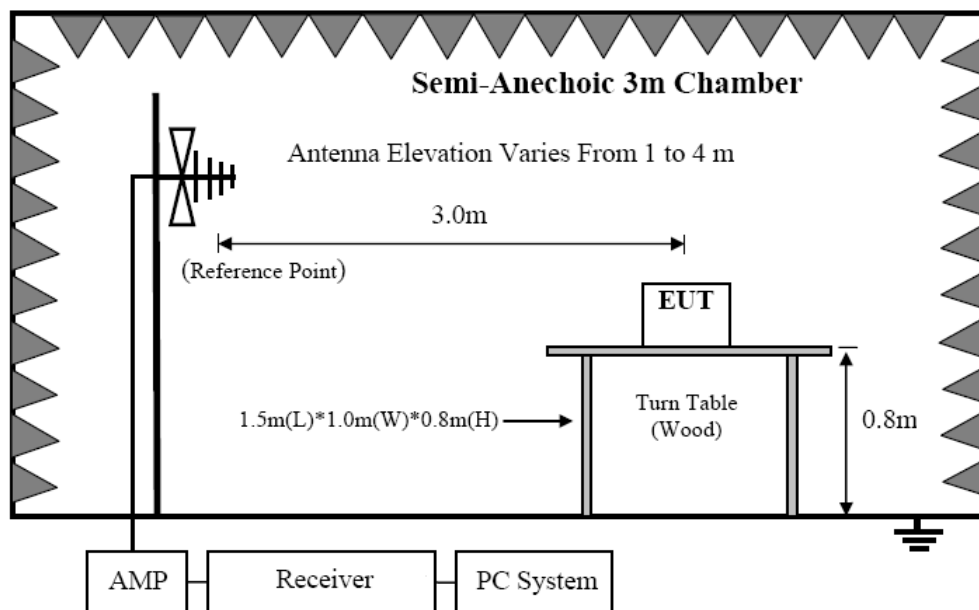 Semi-Anechoic 3m Chamber
Antenna Elevation Varies From 1 to 4 m
3.0m
(Reference Point)
EUT
1.5m(L)*1.0m(W)*0.8m(H)
Turn Table
(Wood)
0.8m
AMP
Receiver
PC System